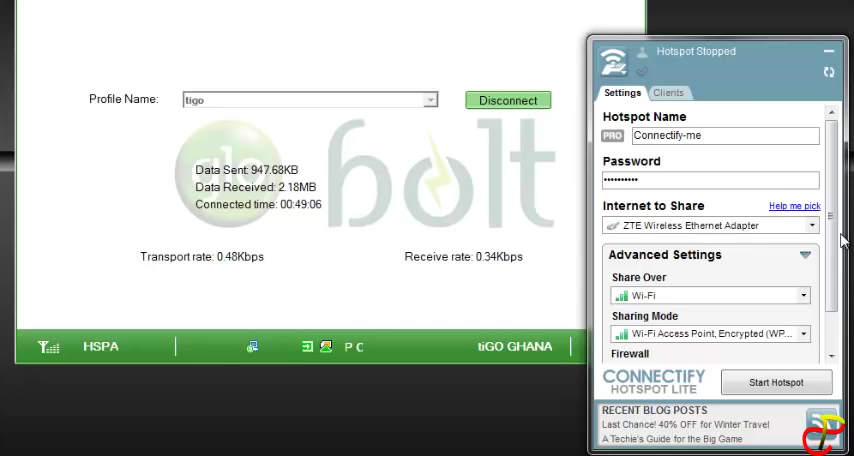 Profile Name:
tigo
Disconnect
glo
bolt
Data Sent: 947.68KB
Data Received: 2.18MB
Connected time: 00:49:06
Transport rate: 0.48Kbps
Receive rate: 0.34Kbps
HSPA
P C
tiGO GHANA
Hotspot Stopped
Settings
Clients
Hotspot Name
PRO
Connectify-me
Password
••••••••••
Internet to Share
Help me pick
ZTE Wireless Ethernet Adapter
Advanced Settings
Share Over
Wi-Fi
Sharing Mode
Wi-Fi Access Point, Encrypted (WP...
Firewall
CONNECTIFY
HOTSPOT LITE
Start Hotspot
RECENT BLOG POSTS
Last Chance! 40% OFF for Winter Travel
A Techie's Guide for the Big Game